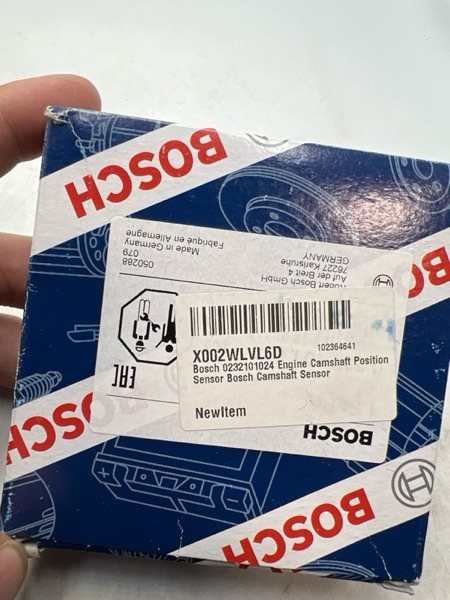 BOSCH
BOSCH
050288
079
Made in Germany
Fabriqué en Allemagne
Robert Bosch GmbH
Auf der Breit 4
76227 Karlsruhe
GERMANY
EAC
X002WLVL6D
102364641
Bosch 0232101024 Engine Camshaft Position
Sensor Bosch Camshaft Sensor
NewItem
BOSCH
BOSCH
BOSCH